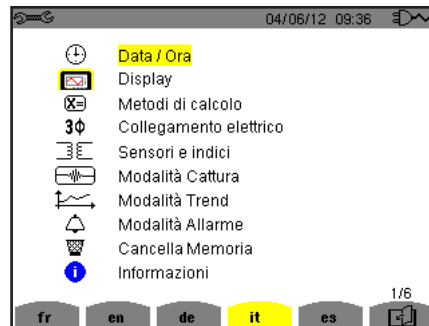 04/06/12 09:36
Data / Ora
Display
X= Metodi di calcolo
3ϕ Collegamento elettrico
Sensori e indici
Modalità Cattura
Modalità Trend
Modalità Allarme
Cancella Memoria
i Informazioni
1/6
fr en de it es